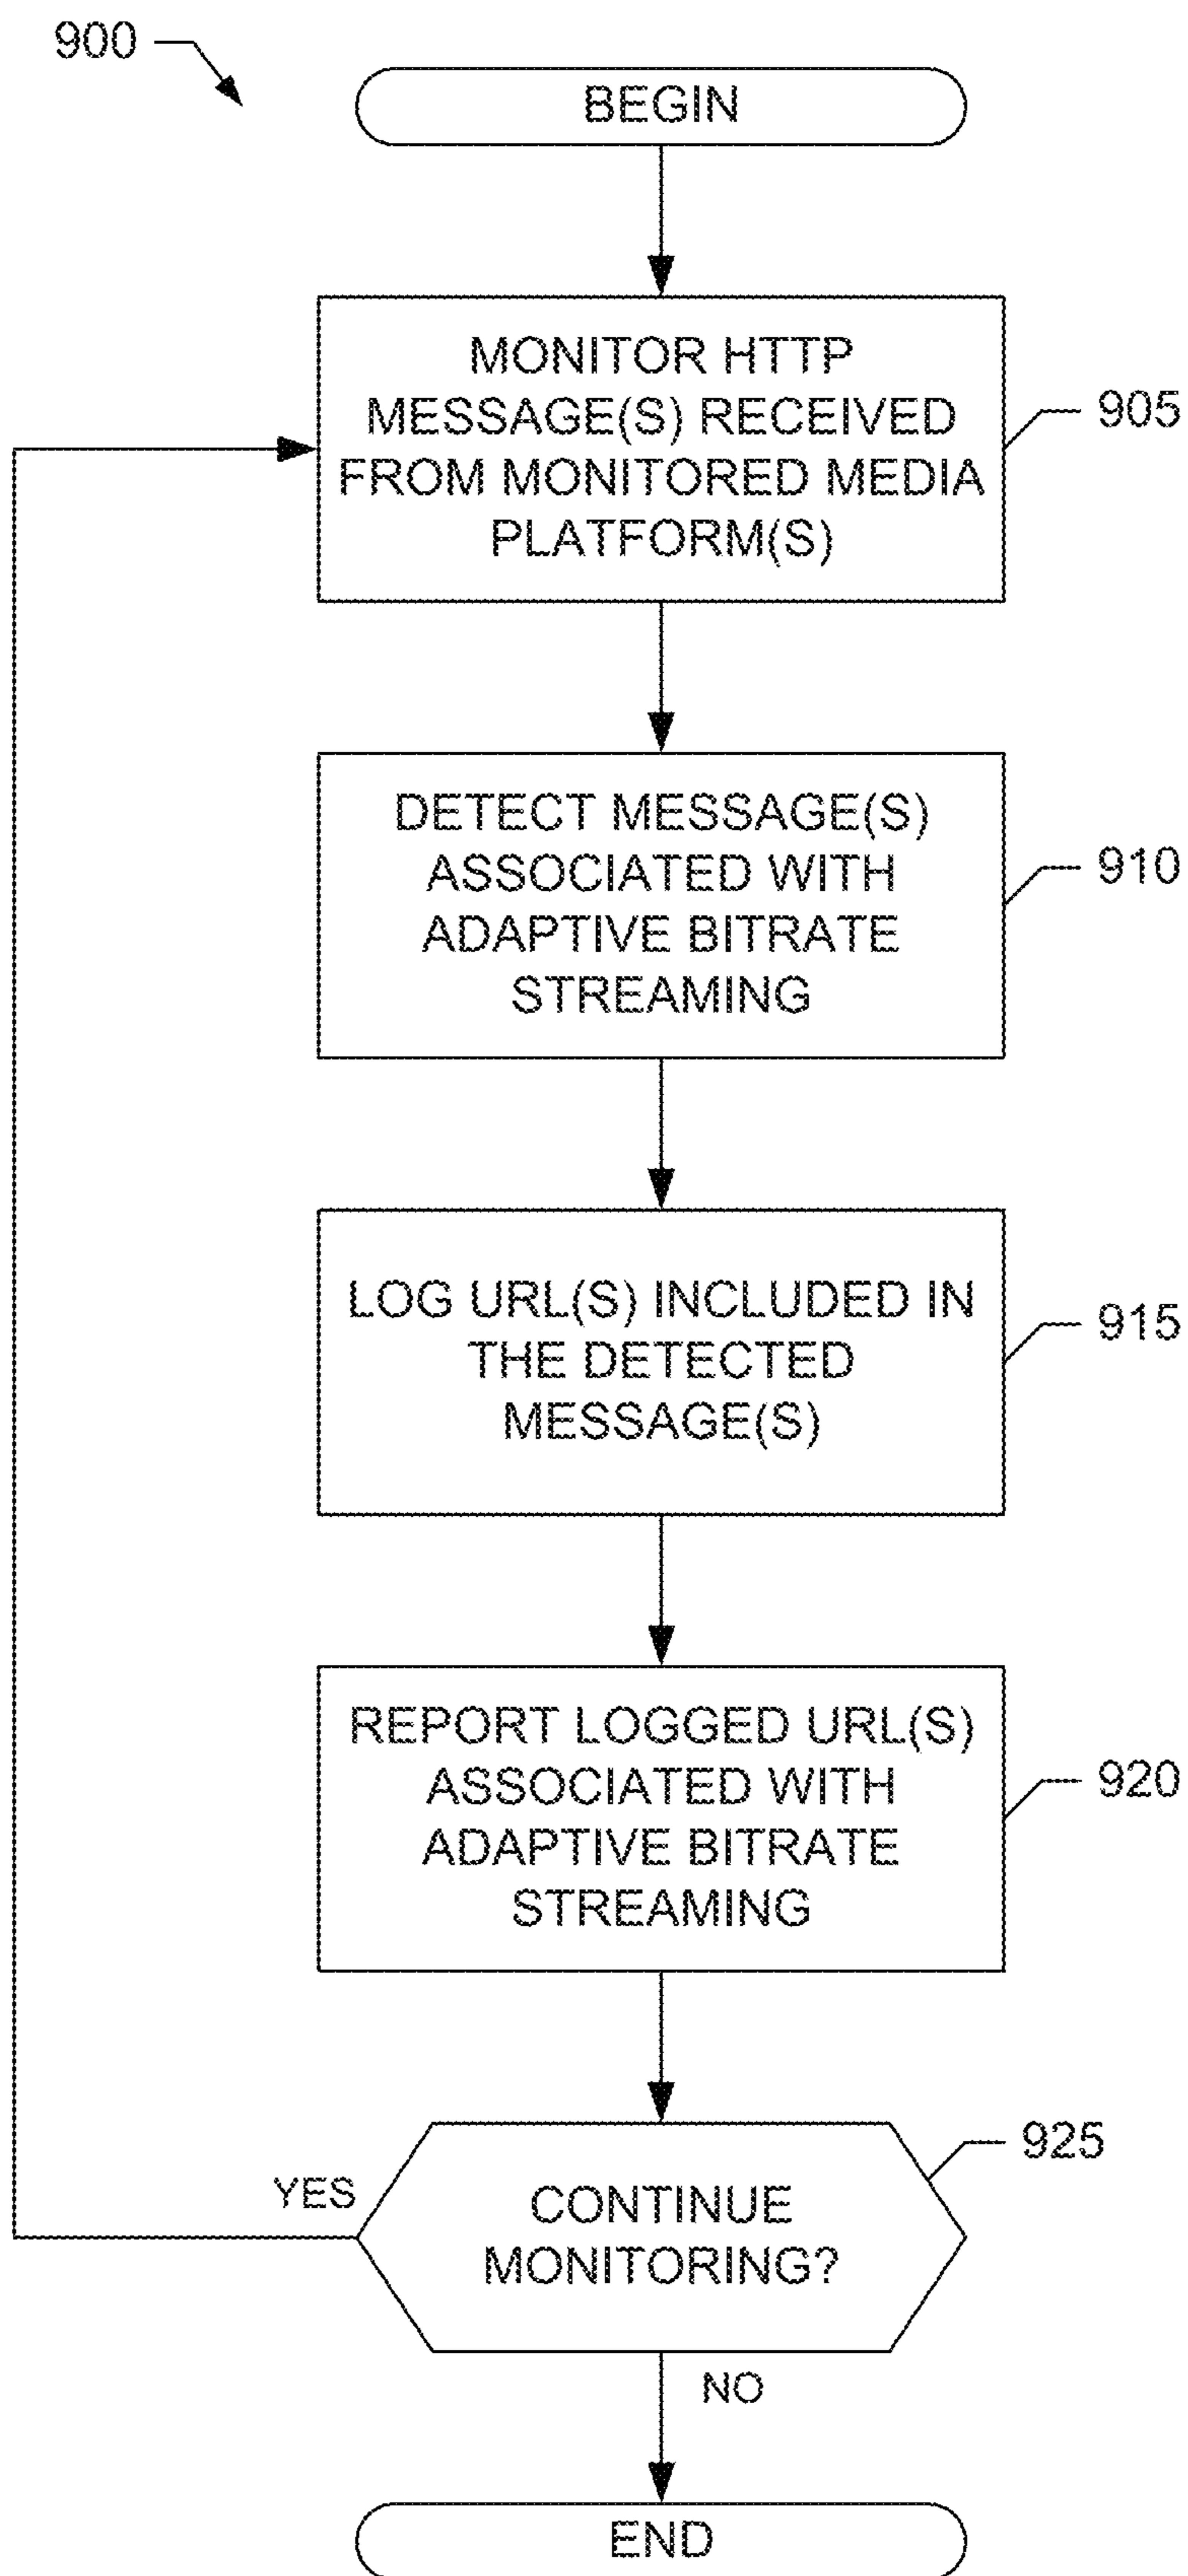 900
BEGIN
MONITOR HTTP
MESSAGE(S) RECEIVED
FROM MONITORED MEDIA
PLATFORM(S)
905
DETECT MESSAGE(S)
ASSOCIATED WITH
ADAPTIVE BITRATE
STREAMING
910
LOG URL(S) INCLUDED IN
THE DETECTED
MESSAGE(S)
915
REPORT LOGGED URL(S)
ASSOCIATED WITH
ADAPTIVE BITRATE
STREAMING
920
CONTINUE
MONITORING?
925
YES
NO
END